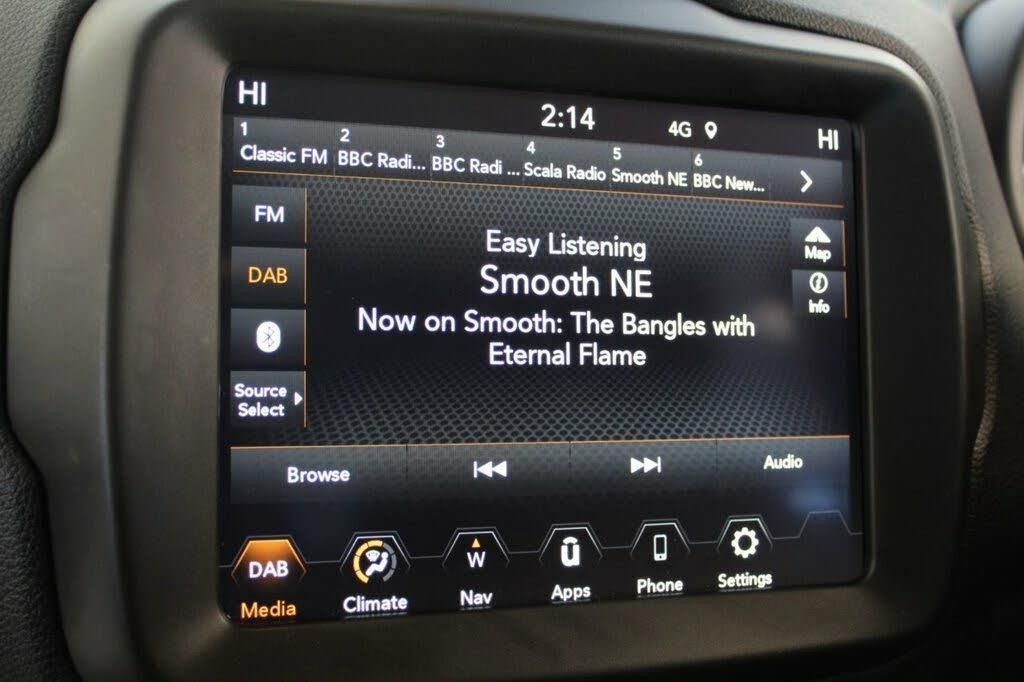 HI
2:14
4G
HI
1
Classic FM
2
BBC Radi...
3
BBC Radi ...
4
Scala Radio
5
Smooth NE
6
BBC New...
FM
DAB
Source
Select
Easy Listening
Smooth NE
Now on Smooth: The Bangles with
Eternal Flame
Map
i
Info
Browse
Audio
DAB
Media
Climate
W
Nav
ū
Apps
Phone
Settings